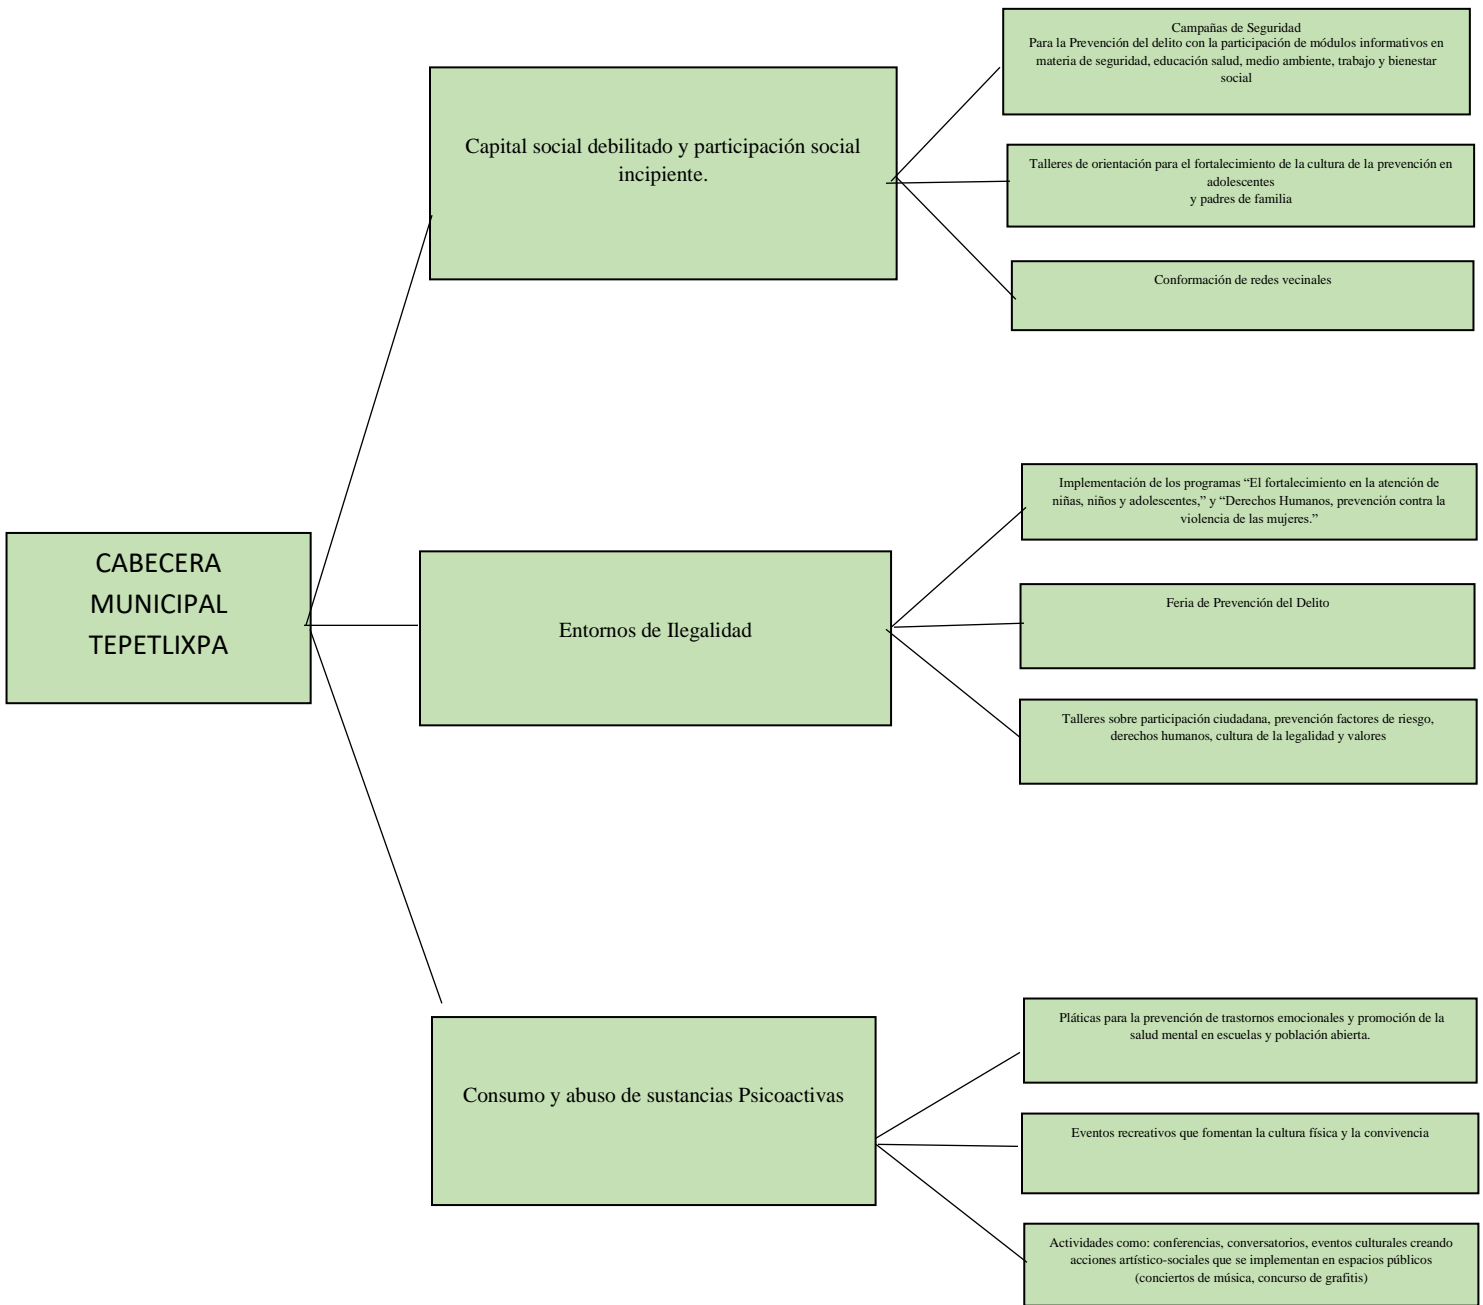 Campañas de Seguridad
Para la Prevención del delito con la participación de módulos informativos en
materia de seguridad, educación salud, medio ambiente, trabajo y bienestar
social
Capital social debilitado y participación social
incipiente.
Talleres de orientación para el fortalecimiento de la cultura de la prevención en
adolescentes
y padres de familia
Conformación de redes vecinales
Implementación de los programas “El fortalecimiento en la atención de
niñas, niños y adolescentes,” y “Derechos Humanos, prevención contra la
violencia de las mujeres.”
CABECERA
MUNICIPAL
TEPETLIXPA
Entornos de Ilegalidad
Feria de Prevención del Delito
Talleres sobre participación ciudadana, prevención factores de riesgo,
derechos humanos, cultura de la legalidad y valores
Pláticas para la prevención de trastornos emocionales y promoción de la
salud mental en escuelas y población abierta.
Consumo y abuso de sustancias Psicoactivas
Eventos recreativos que fomentan la cultura física y la convivencia
Actividades como: conferencias, conversatorios, eventos culturales creando
acciones artístico-sociales que se implementan en espacios públicos
(conciertos de música, concurso de grafitis)